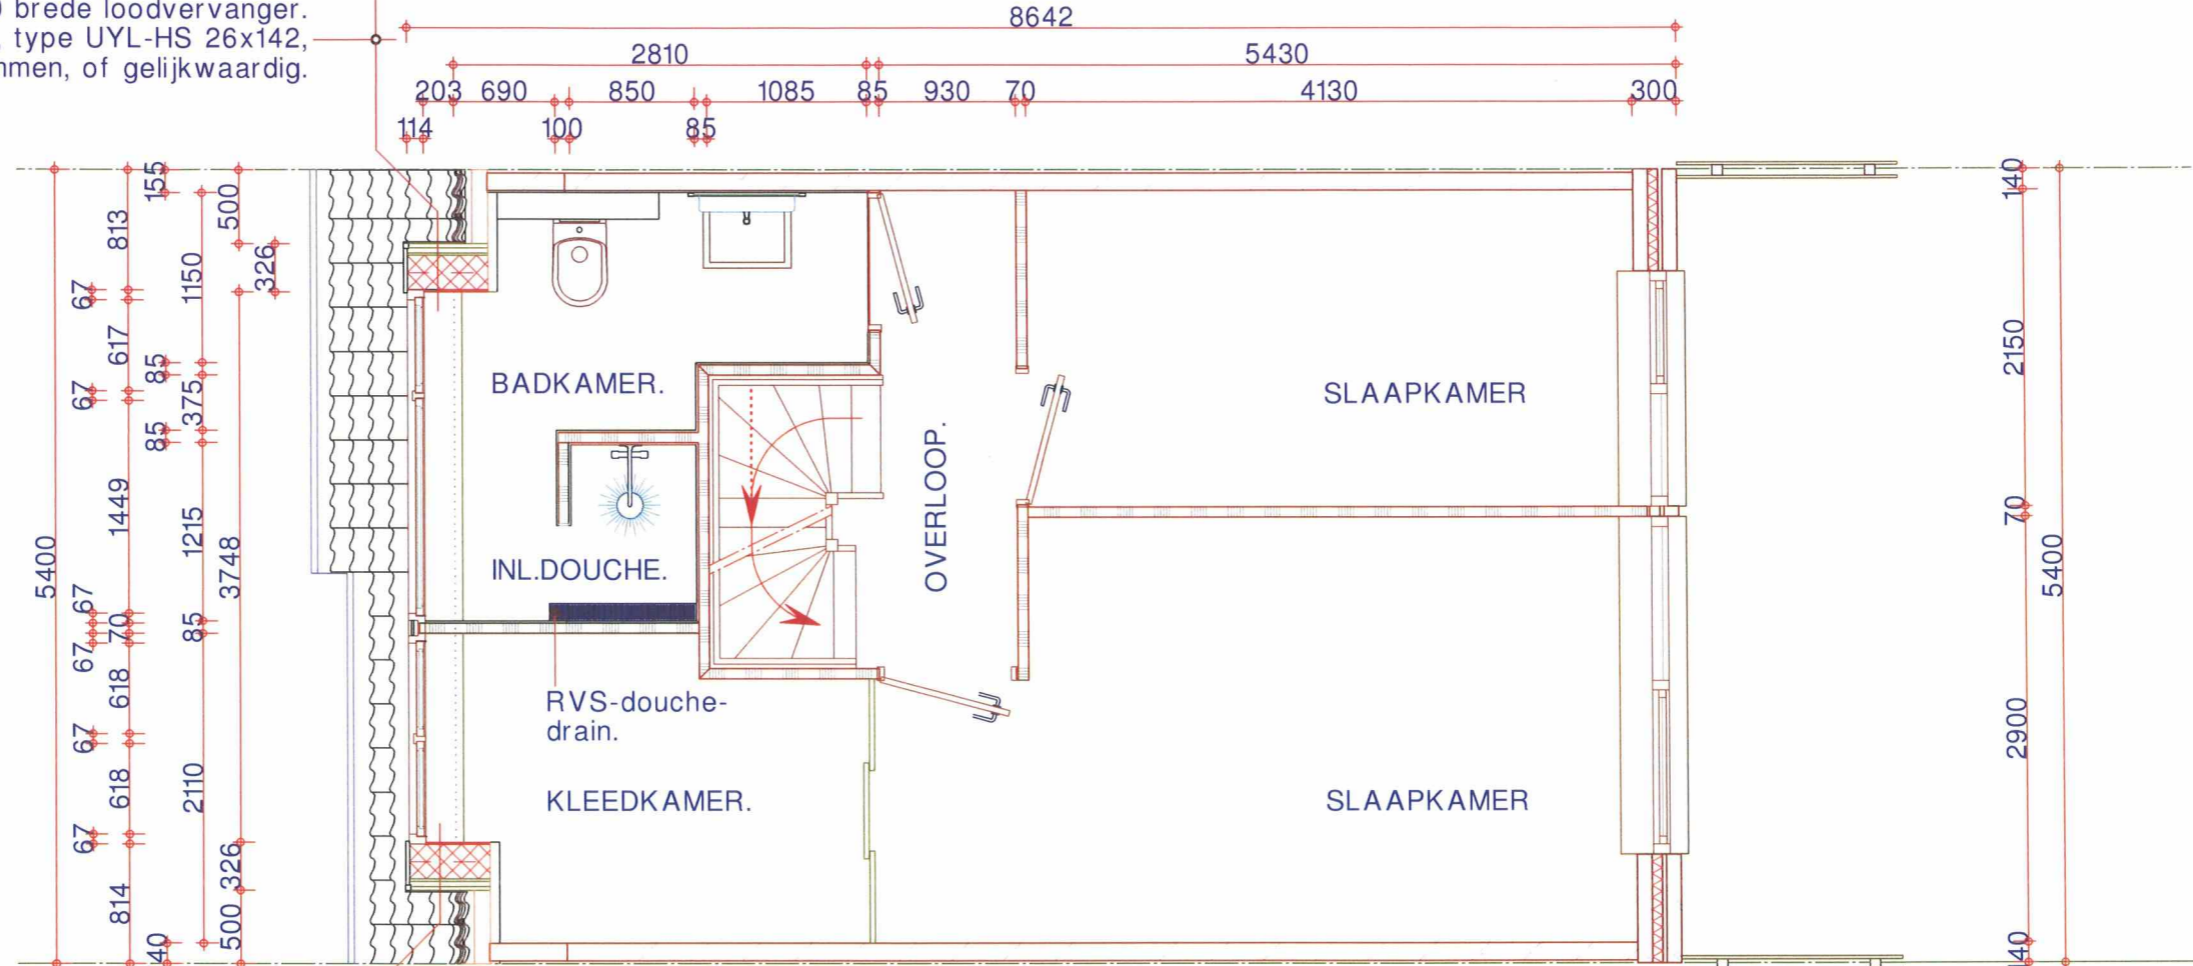 brede loodvervanger.
type UYL-HS 26x142,
of gelijkwaardig.
8642
2810 5430
203 690 850 1085 85 930 70 4130 300
114 100 85
155
500
813
326
1150
67
617
85
67
375
85
1449
1215
3748
5400
67
70
85
67
618
67
618
2110
67
326
814
500
140
2150
70
5400
2900
BADKAMER.
SLAAPKAMER
OVERLOOP.
INL.DOUCHE.
RVS-douche-
drain.
KLEEDKAMER.
SLAAPKAMER